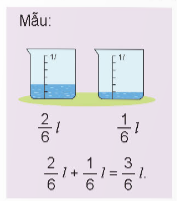 Mẫu:
1l 1l
2/6 l 1/6 l
2/6 l + 1/6 l = 3/6 l.